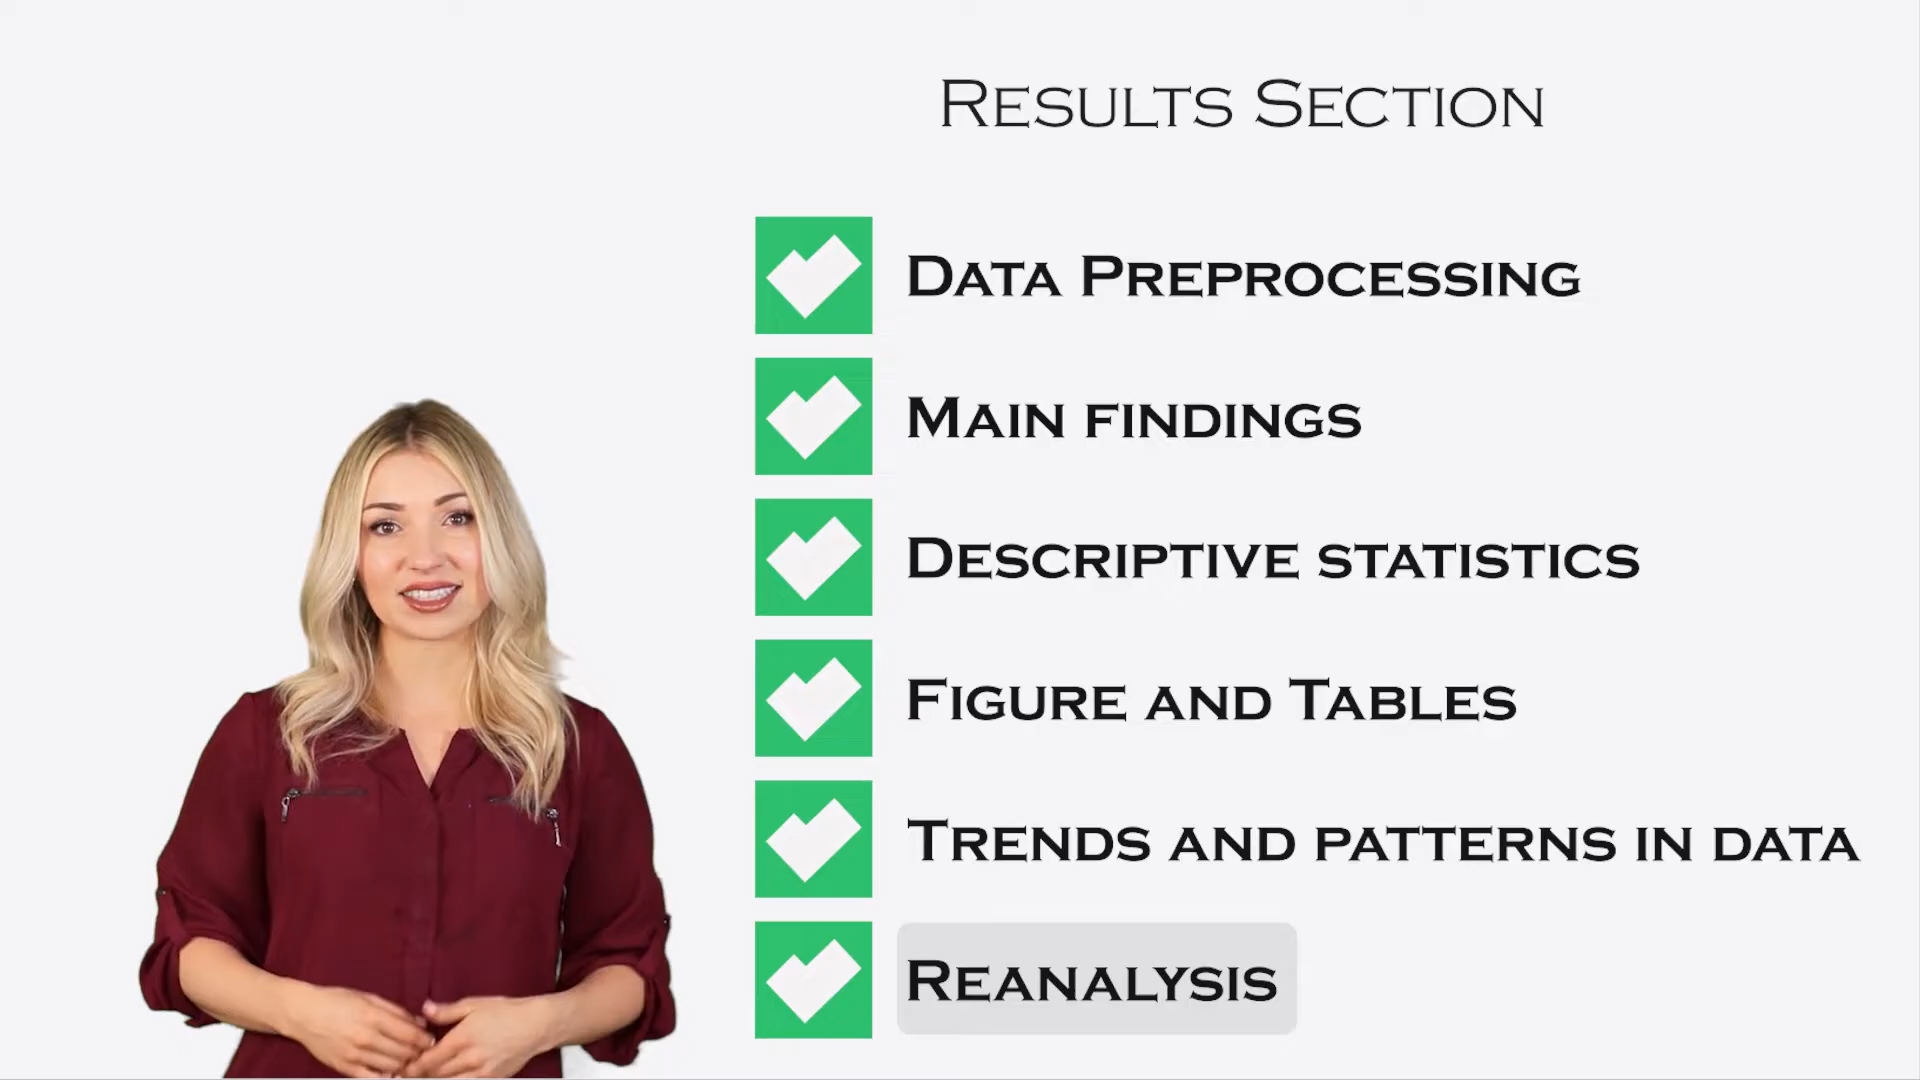 Results Section
Data Preprocessing
Main findings
Descriptive statistics
Figure and Tables
Trends and patterns in data
Reanalysis